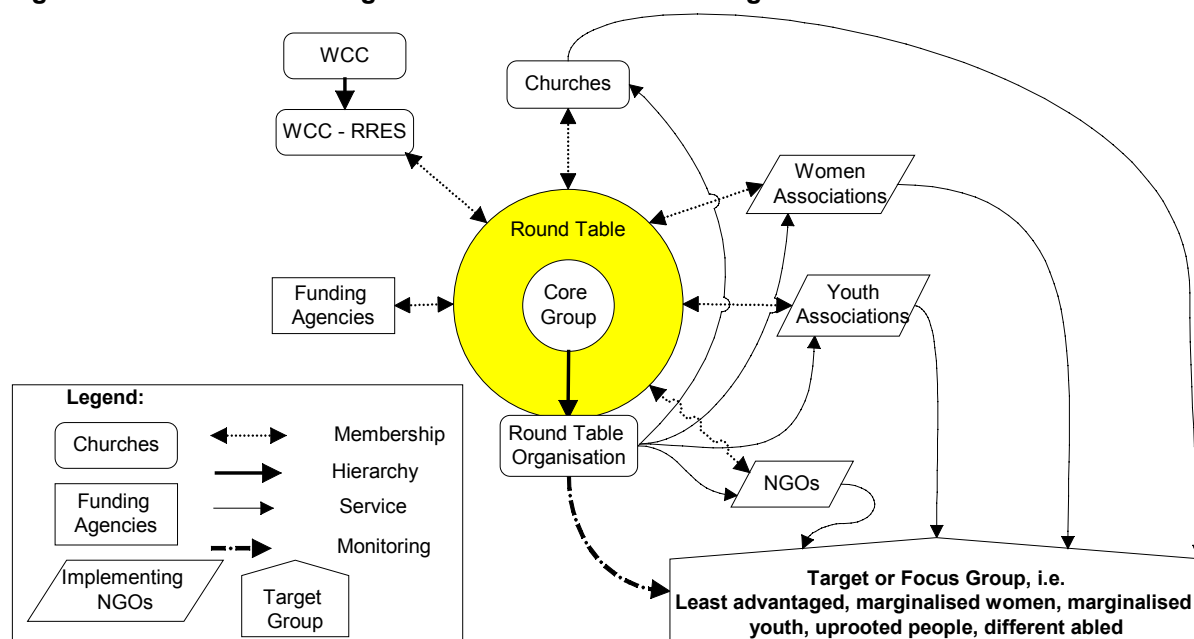 WCC
Churches
WCC - RRES
Women
Associations
Round Table
Funding
Agencies
Core
Group
Youth
Associations
Round Table
Organisation
NGOs
Legend:
Churches
Membership
Hierarchy
Funding
Agencies
Service
Monitoring
Implementing
NGOs
Target
Group
Target or Focus Group, i.e.
Least advantaged, marginalised women, marginalised
youth, uprooted people, different abled